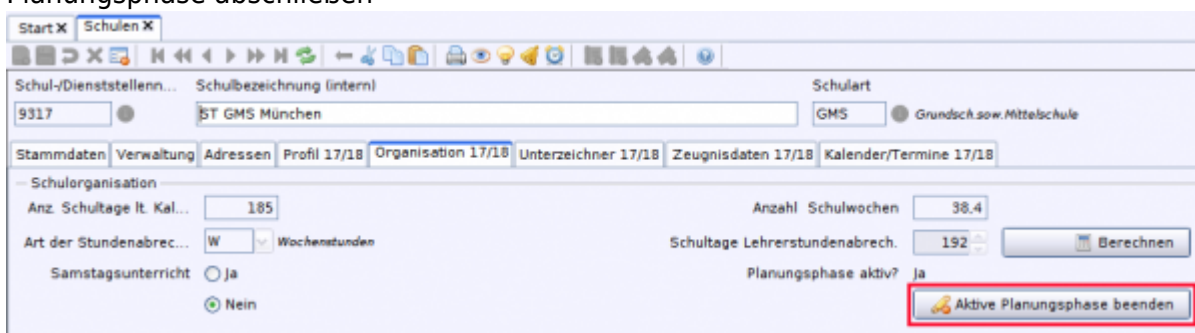 Planungsphase abschließen
Start Schulen
Schul-/Dienststellenn... Schulbezeichnung (intern) Schulart
9317 ST GMS München GMS Grundsch.sow.Mittelschule
Stammdaten Verwaltung Adressen Profil 17/18 Organisation 17/18 Unterzeichner 17/18 Zeugnisdaten 17/18 Kalender/Termine 17/18
Schulorganisation
Anz. Schultage lt. Kal... 185 Anzahl Schulwochen 38.4
Art der Stundenabrec... W Wochenstunden Schultage Lehrerstundenabrech. 192 Berechnen
Samstagsunterricht Ja Planungsphase aktiv? Ja
Nein Aktive Planungsphase beenden